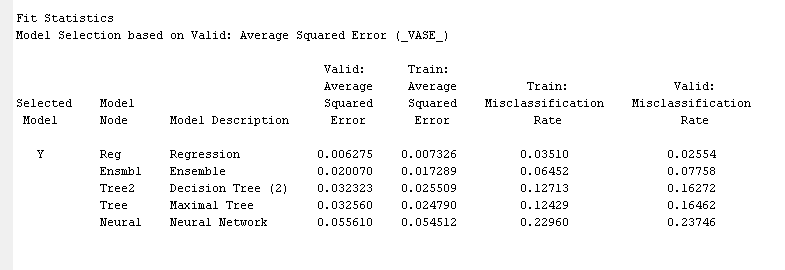 Fit Statistics
Model Selection based on Valid: Average Squared Error (_VASE_)
Valid: Train:
Average Average Train: Valid:
Selected Model Squared Squared Misclassification Misclassification
Model Node Model Description Error Error Rate Rate
Y Reg Regression 0.006275 0.007326 0.03510 0.02554
Ensmbl Ensemble 0.020070 0.017289 0.06452 0.07758
Tree2 Decision Tree (2) 0.032323 0.025509 0.12713 0.16272
Tree Maximal Tree 0.032560 0.024790 0.12429 0.16462
Neural Neural Network 0.055610 0.054512 0.22960 0.23746